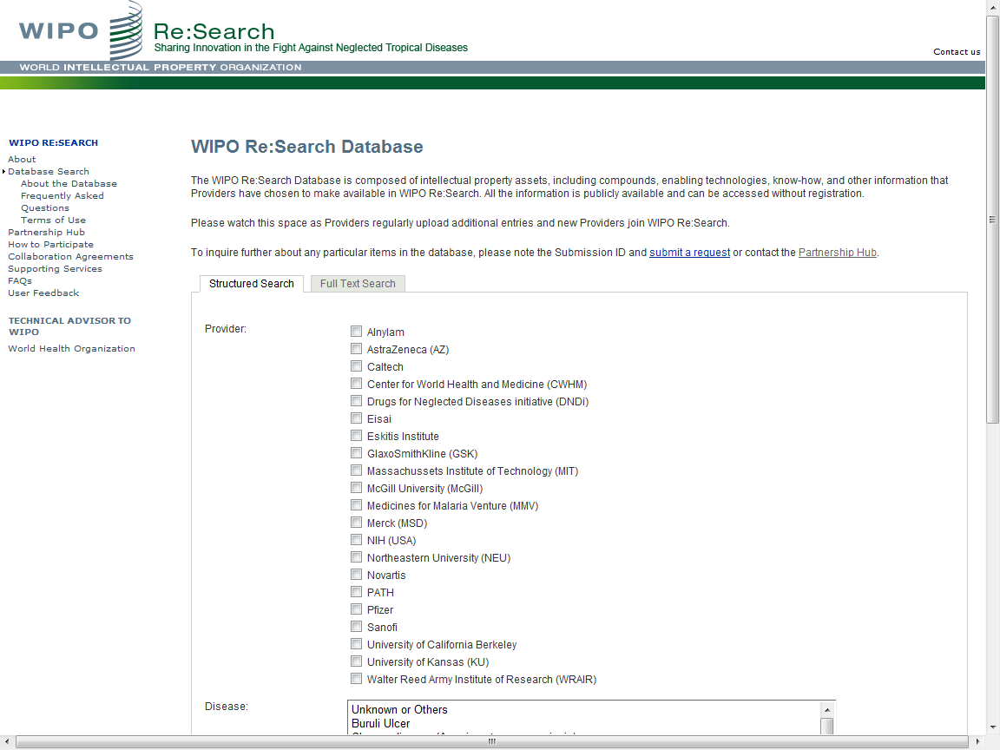 WIPO
Re:Search
Sharing Innovation in the Fight Against Neglected Tropical Diseases
Contact us
WORLD INTELLECTUAL PROPERTY ORGANIZATION
WIPO RE:SEARCH
About
Database Search
About the Database
Frequently Asked
Questions
Terms of Use
Partnership Hub
How to Participate
Collaboration Agreements
Supporting Services
FAQs
User Feedback
TECHNICAL ADVISOR TO
WIPO
World Health Organization
WIPO Re:Search Database
The WIPO Re:Search Database is composed of intellectual property assets, including compounds, enabling technologies, know-how, and other information that
Providers have chosen to make available in WIPO Re:Search. All the information is publicly available and can be accessed without registration.
Please watch this space as Providers regularly upload additional entries and new Providers join WIPO Re:Search.
To inquire further about any particular items in the database, please note the Submission ID and submit a request or contact the Partnership Hub.
Structured Search
Full Text Search
Provider:
Alnylam
AstraZeneca (AZ)
Caltech
Center for World Health and Medicine (CWHM)
Drugs for Neglected Diseases initiative (DNDi)
Eisai
Eskitis Institute
GlaxoSmithKline (GSK)
Massachussets Institute of Technology (MIT)
McGill University (McGill)
Medicines for Malaria Venture (MMV)
Merck (MSD)
NIH (USA)
Northeastern University (NEU)
Novartis
PATH
Pfizer
Sanofi
University of California Berkeley
University of Kansas (KU)
Walter Reed Army Institute of Research (WRAIR)
Disease:
Unknown or Others
Buruli Ulcer